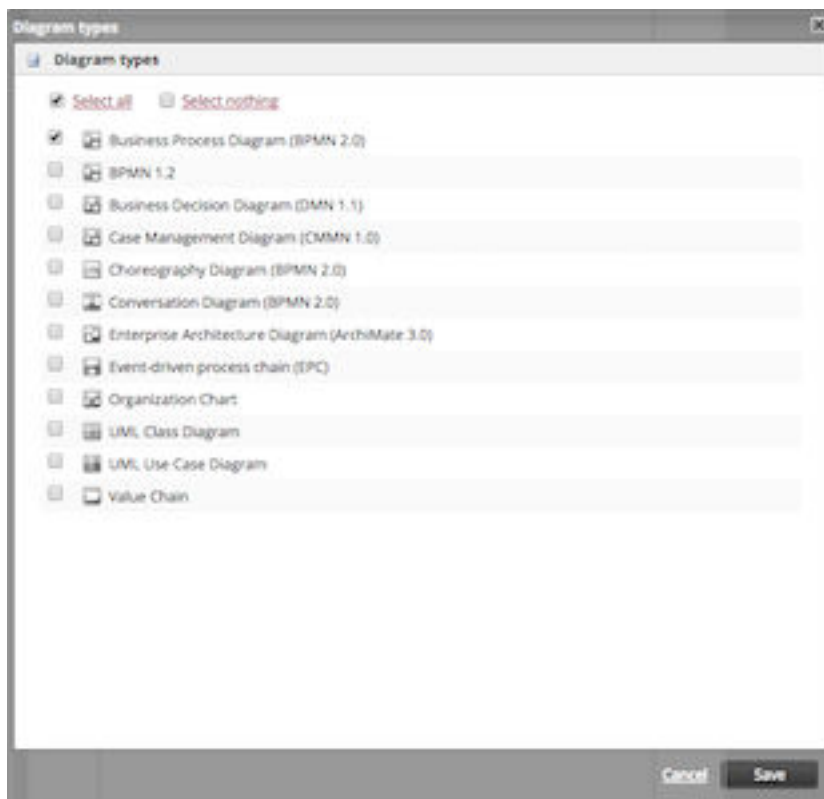 Diagram types
Diagram types
Select all Select nothing
Business Process Diagram (BPMN 2.0)
BPMN 1.2
Business Decision Diagram (DMN 1.1)
Case Management Diagram (CMMN 1.0)
Choreography Diagram (BPMN 2.0)
Conversation Diagram (BPMN 2.0)
Enterprise Architecture Diagram (ArchiMate 3.0)
Event-driven process chain (EPC)
Organization Chart
UML Class Diagram
UML Use Case Diagram
Value Chain
Cancel Save